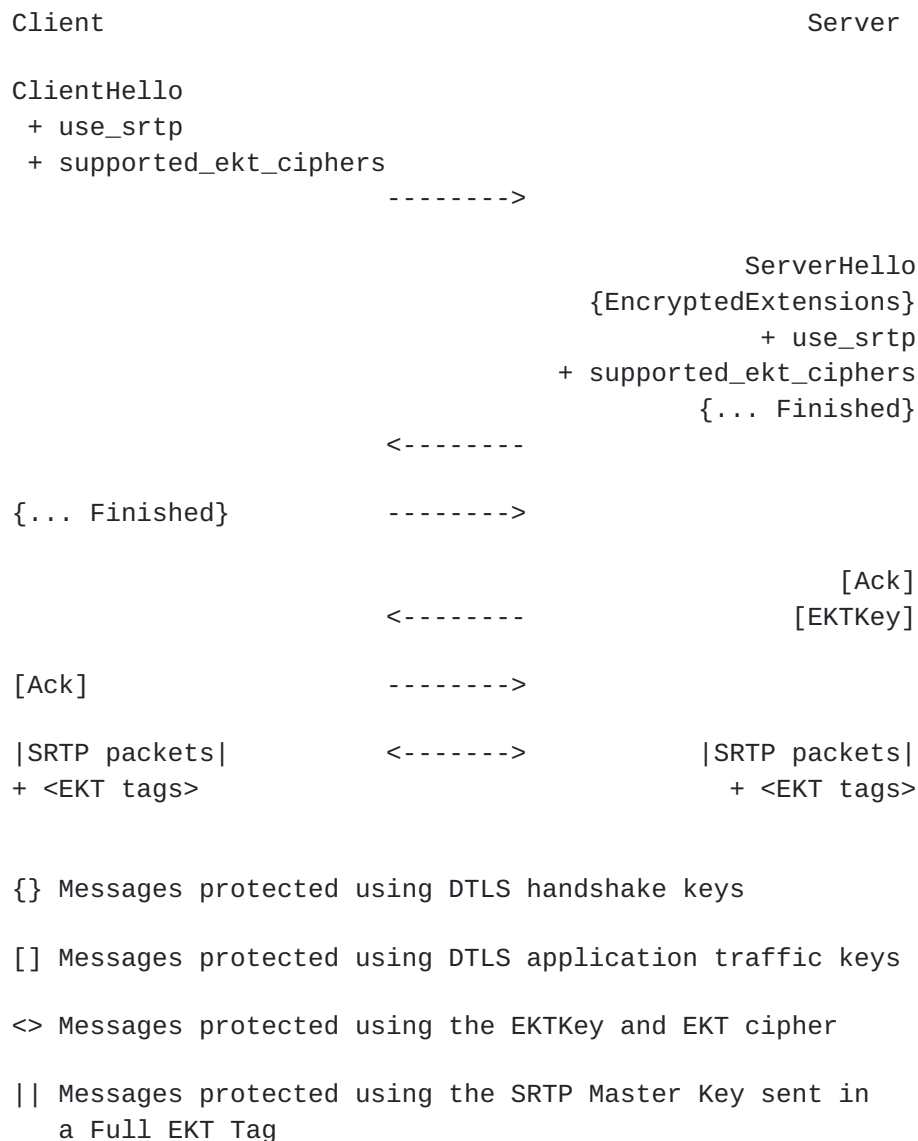 Client                                             Server

ClientHello
 + use_srtp
 + supported_ekt_ciphers
                        -------->

                                               ServerHello
                                     {EncryptedExtensions}
                                                + use_srtp
                                   + supported_ekt_ciphers
                                            {... Finished}
                        <--------

{... Finished}          -------->

                                                     [Ack]
                        <--------                 [EKTKey]

[Ack]                   -------->

|SRTP packets|          <------->           |SRTP packets|
+ <EKT tags>                                  + <EKT tags>

{} Messages protected using DTLS handshake keys

[] Messages protected using DTLS application traffic keys

<> Messages protected using the EKTKey and EKT cipher

|| Messages protected using the SRTP Master Key sent in
   a Full EKT Tag